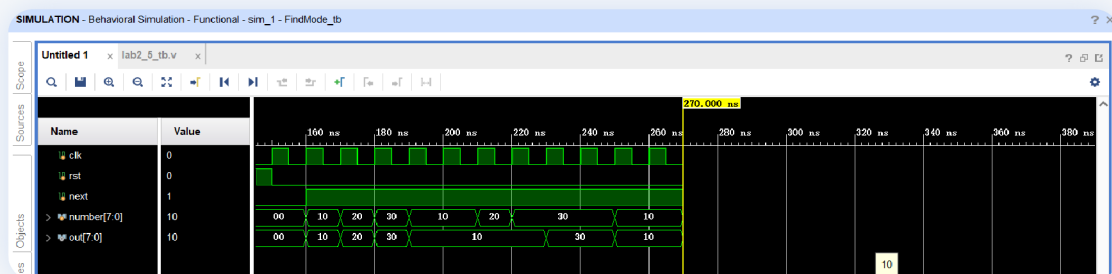 SIMULATION - Behavioral Simulation - Functional - sim_1 - FindMode_tb ? ×
Untitled 1 × lab2_5_tb.v ×
Scope
Sources
Objects
270.000 ns
Name Value
160 ns 180 ns 200 ns 220 ns 240 ns 260 ns 280 ns 300 ns 320 ns 340 ns 360 ns 380 ns
clk 0
rst 0
next 1
number[7:0] 10 00 10 20 30 10 20 30 10
out[7:0] 10 00 10 20 30 10 30 10
10